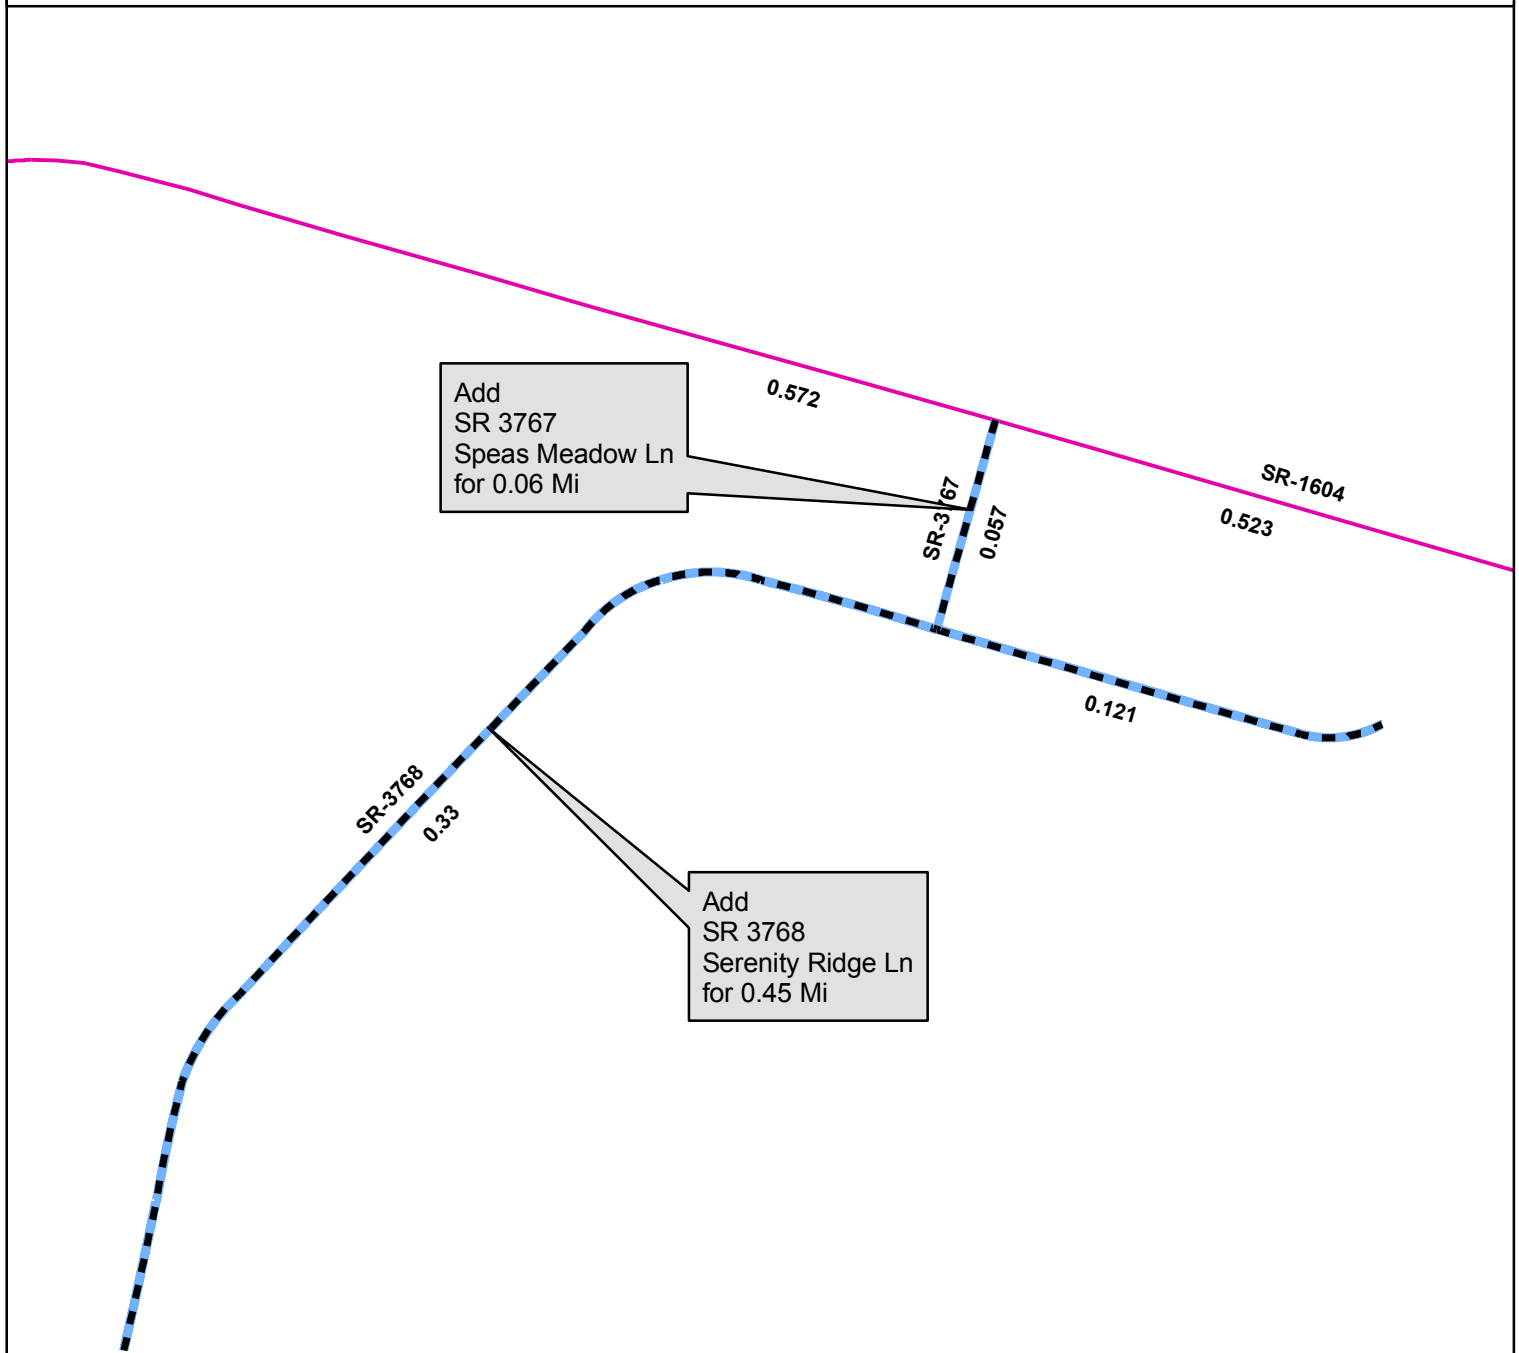 0.572
Add
SR 3767
Speas Meadow Ln
for 0.06 Mi
SR-1604
0.523
SR-3767
0.057
0.121
SR-3768
0.33
Add
SR 3768
Serenity Ridge Ln
for 0.45 Mi